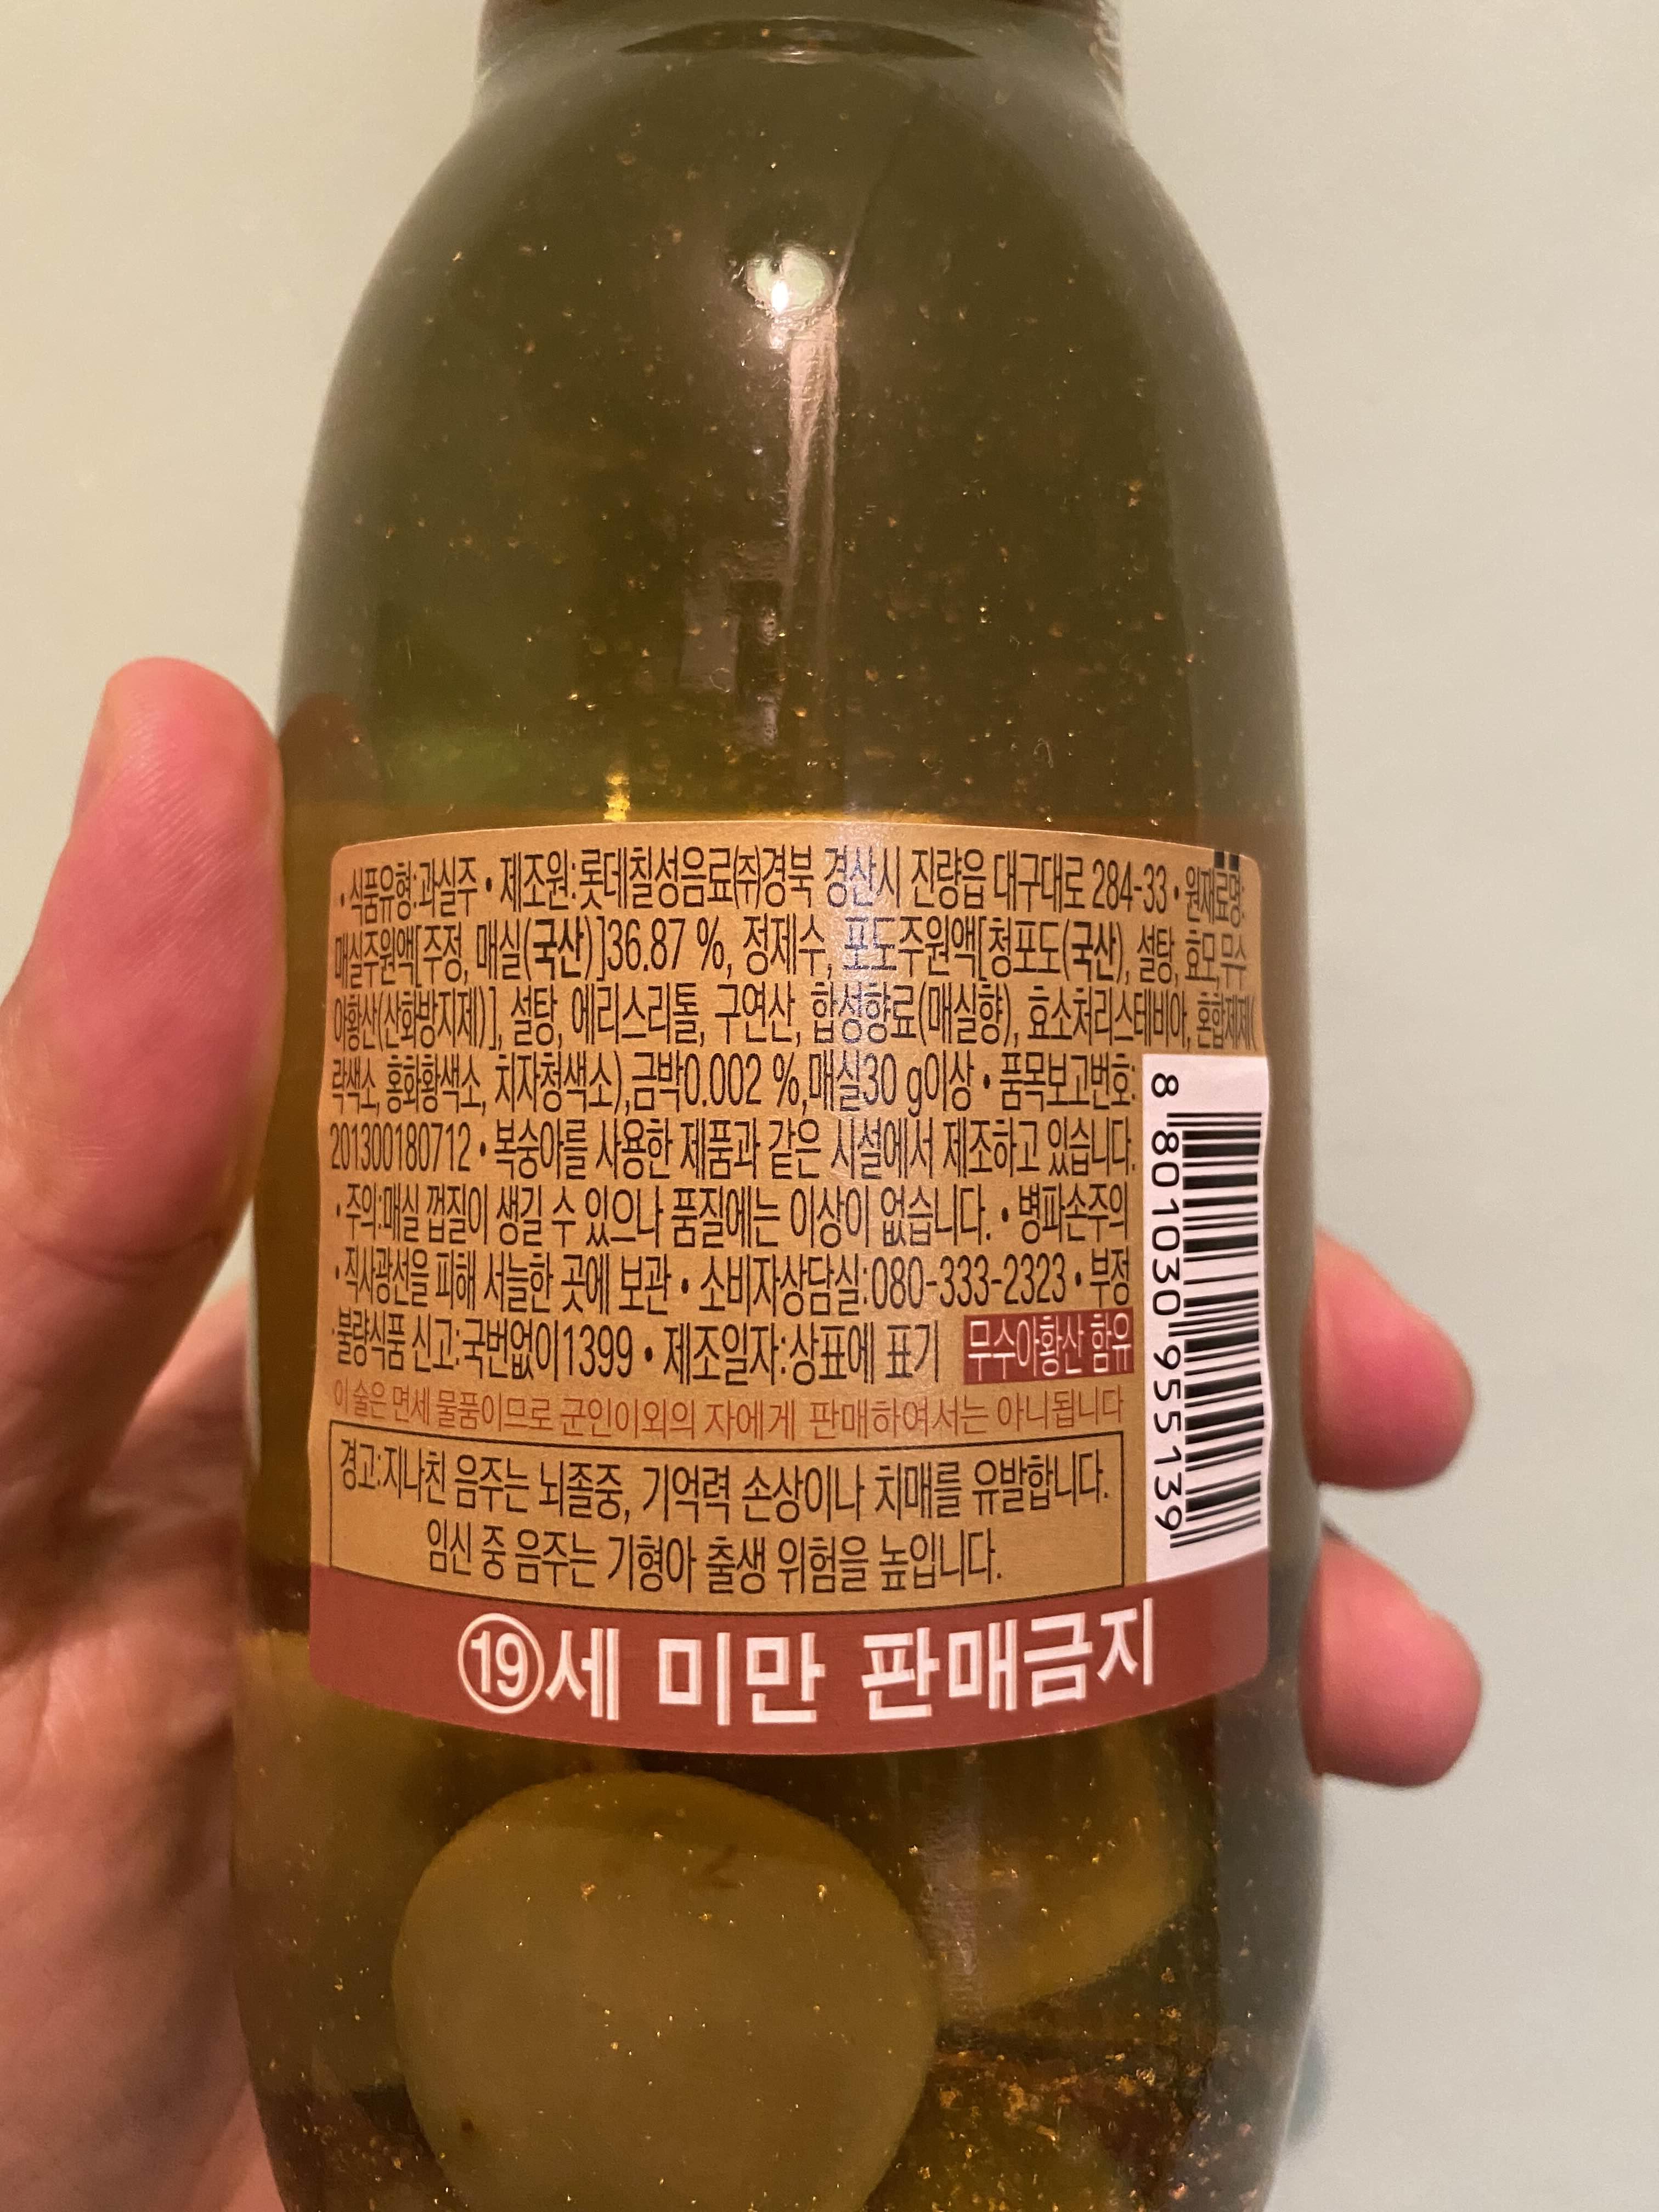 •식품유형:과실주•제조원:롯데칠성음료㈜경북 경산시 진량읍 대구대로 284-33•원재료명:
매실주원액[주정, 매실(국산)]36.87 %, 정제수, 포도주원액[청포도(국산), 설탕, 효모,무수
아황산(산화방지제)], 설탕, 에리스리톨, 구연산, 합성향료(매실향), 효소처리스테비아, 혼합제제(
락색소, 홍화황색소, 치자청색소),금박0.002 %,매실30 g이상•품목보고번호:
201300180712•복숭아를 사용한 제품과 같은 시설에서 제조하고 있습니다.
•주의:매실 껍질이 생길 수 있으나 품질에는 이상이 없습니다.•병파손주의
•직사광선을 피해 서늘한 곳에 보관•소비자상담실:080-333-2323•부정
불량식품 신고:국번없이1399•제조일자:상표에 표기 무수아황산 함유
이 술은 면세 물품이므로 군인이외의 자에게 판매하여서는 아니됩니다
경고:지나친 음주는 뇌졸중, 기억력 손상이나 치매를 유발합니다.
임신 중 음주는 기형아 출생 위험을 높입니다.
⑲세 미만 판매금지
8 801030 955139